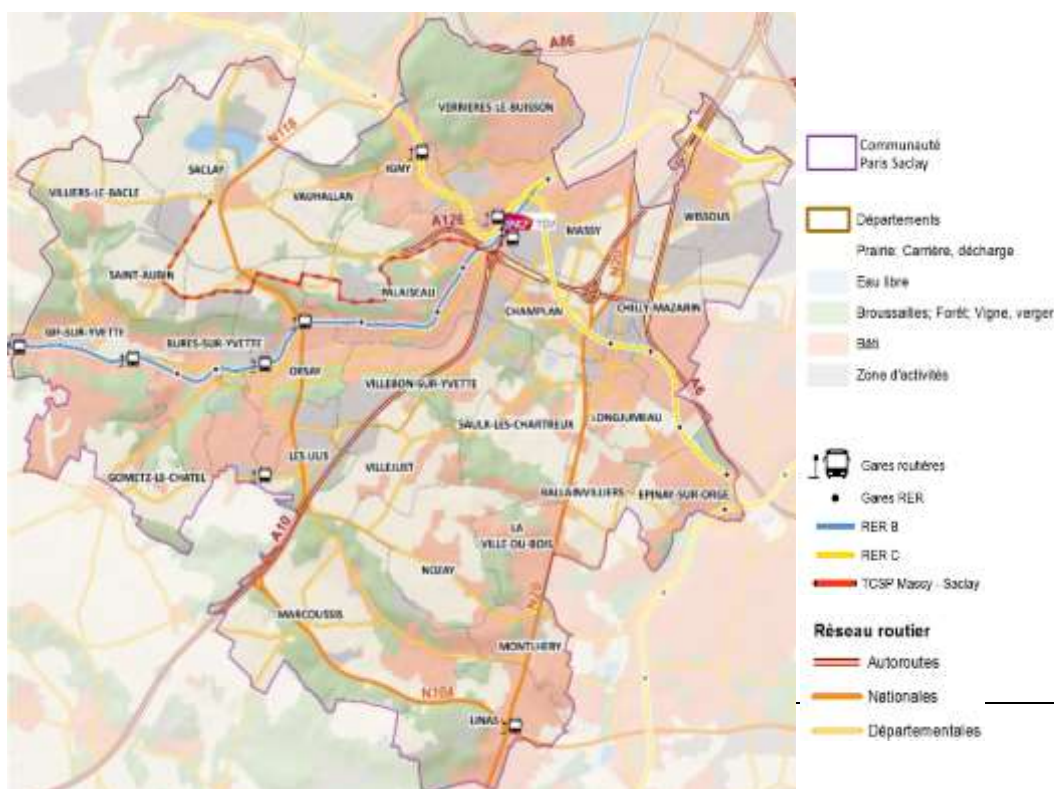 A86
VERRIERES-LE-BUISSON
N118
SACLAY
IGNY
VILLIERS-LE-BACLE
VAUHALLAN
A126
TGV
MASSY
WISSOUS
SAINT-AUBIN
PALAISEAU
N20
CHAMPLAN
CHILLY-MAZARIN
GIF-SUR-YVETTE
BURES-SUR-YVETTE
ORSAY
VILLEBON-SUR-YVETTE
A6
SAULX-LES-CHARTREUX
LONGJUMEAU
LES ULIS
VILLEJUST
GOMETZ-LE-CHATEL
BALLAINVILLIERS
EPINAY-SUR-ORGE
A10
LA
VILLE-DU-BOIS
NOZAY
N20
MARCOUSSIS
MONTLHERY
N104
LINAS
Communauté
Paris Saclay
Départements
Prairie; Carrière, décharge
Eau libre
Broussailles; Forêt; Vigne, verger
Bâti
Zone d'activités
Gares routières
Gares RER
RER B
RER C
TCSP Massy - Saclay
Réseau routier
Autoroutes
Nationales
Départementales